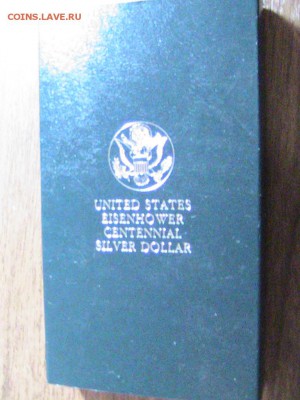 COINS.LAVE.RU
UNITED STATES
EISENHOWER
CENTENNIAL
SILVER DOLLAR